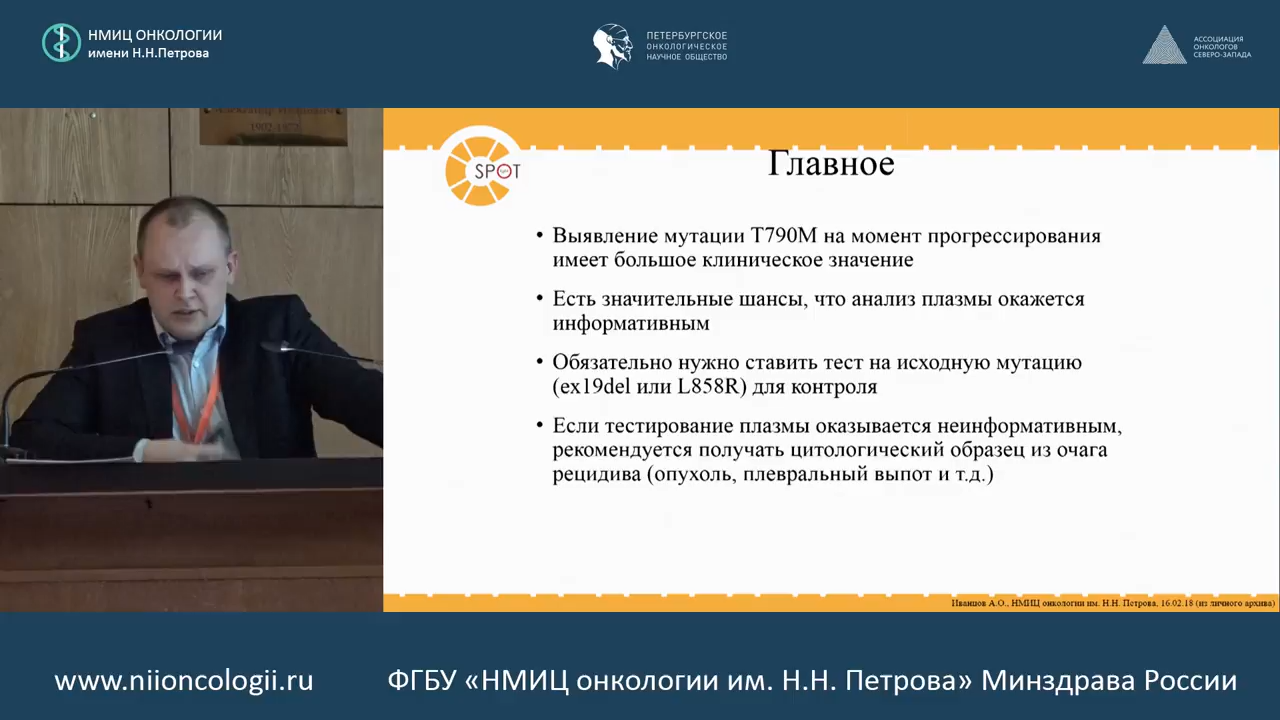 НМИЦ ОНКОЛОГИИ
имени Н.Н.Петрова
ПЕТЕРБУРГСКОЕ
ОНКОЛОГИЧЕСКОЕ
НАУЧНОЕ ОБЩЕСТВО
АССОЦИАЦИЯ
ОНКОЛОГОВ
СЕВЕРО-ЗАПАДА
SPOT
Главное
• Выявление мутации T790M на момент прогрессирования
имеет большое клиническое значение
• Есть значительные шансы, что анализ плазмы окажется
информативным
• Обязательно нужно ставить тест на исходную мутацию
(ex19del или L858R) для контроля
• Если тестирование плазмы оказывается неинформативным,
рекомендуется получать цитологический образец из очага
рецидива (опухоль, плевральный выпот и т.д.)
Иванцов А.О., НМИЦ онкологии им. Н.Н. Петрова, 16.02.18 (из личного архива)
www.niioncologii.ru
ФГБУ «НМИЦ онкологии им. Н.Н. Петрова» Минздрава России